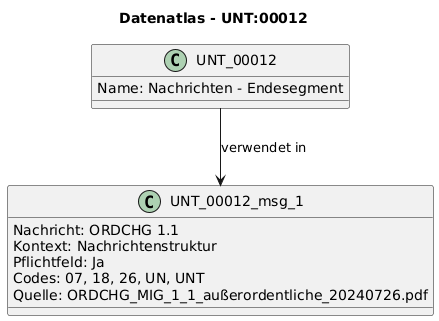 Datenatlas - UNT:00012
C UNT_00012
Name: Nachrichten - Endesegment
verwendet in
C UNT_00012_msg_1
Nachricht: ORDCHG 1.1
Kontext: Nachrichtenstruktur
Pflichtfeld: Ja
Codes: 07, 18, 26, UN, UNT
Quelle: ORDCHG_MIG_1_1_außerordentliche_20240726.pdf